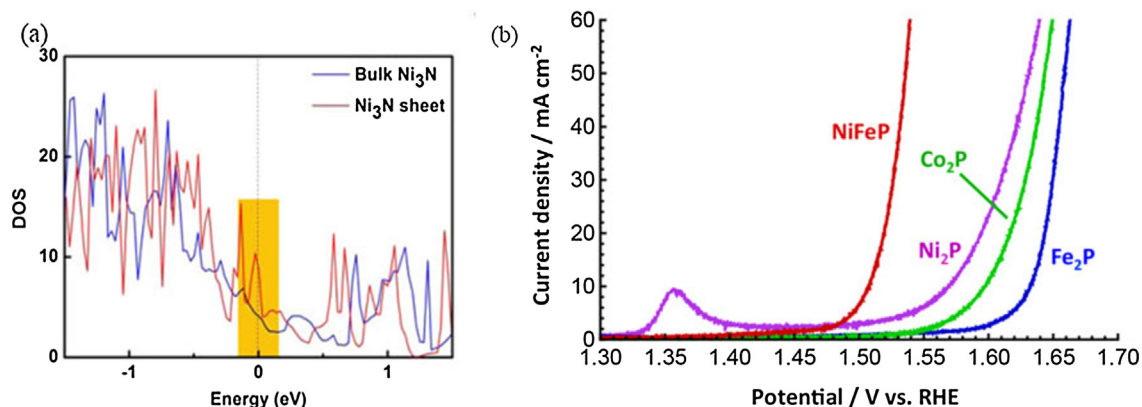 (a)
30
20
10
0
DOS
Bulk Ni₃N
Ni₃N sheet
-1
0
1
Energy (eV)
(b)
60
50
40
30
20
10
0
Current density / mA cm⁻²
NiFeP
Co₂P
Ni₂P
Fe₂P
1.30
1.35
1.40
1.45
1.50
1.55
1.60
1.65
1.70
Potential / V vs. RHE